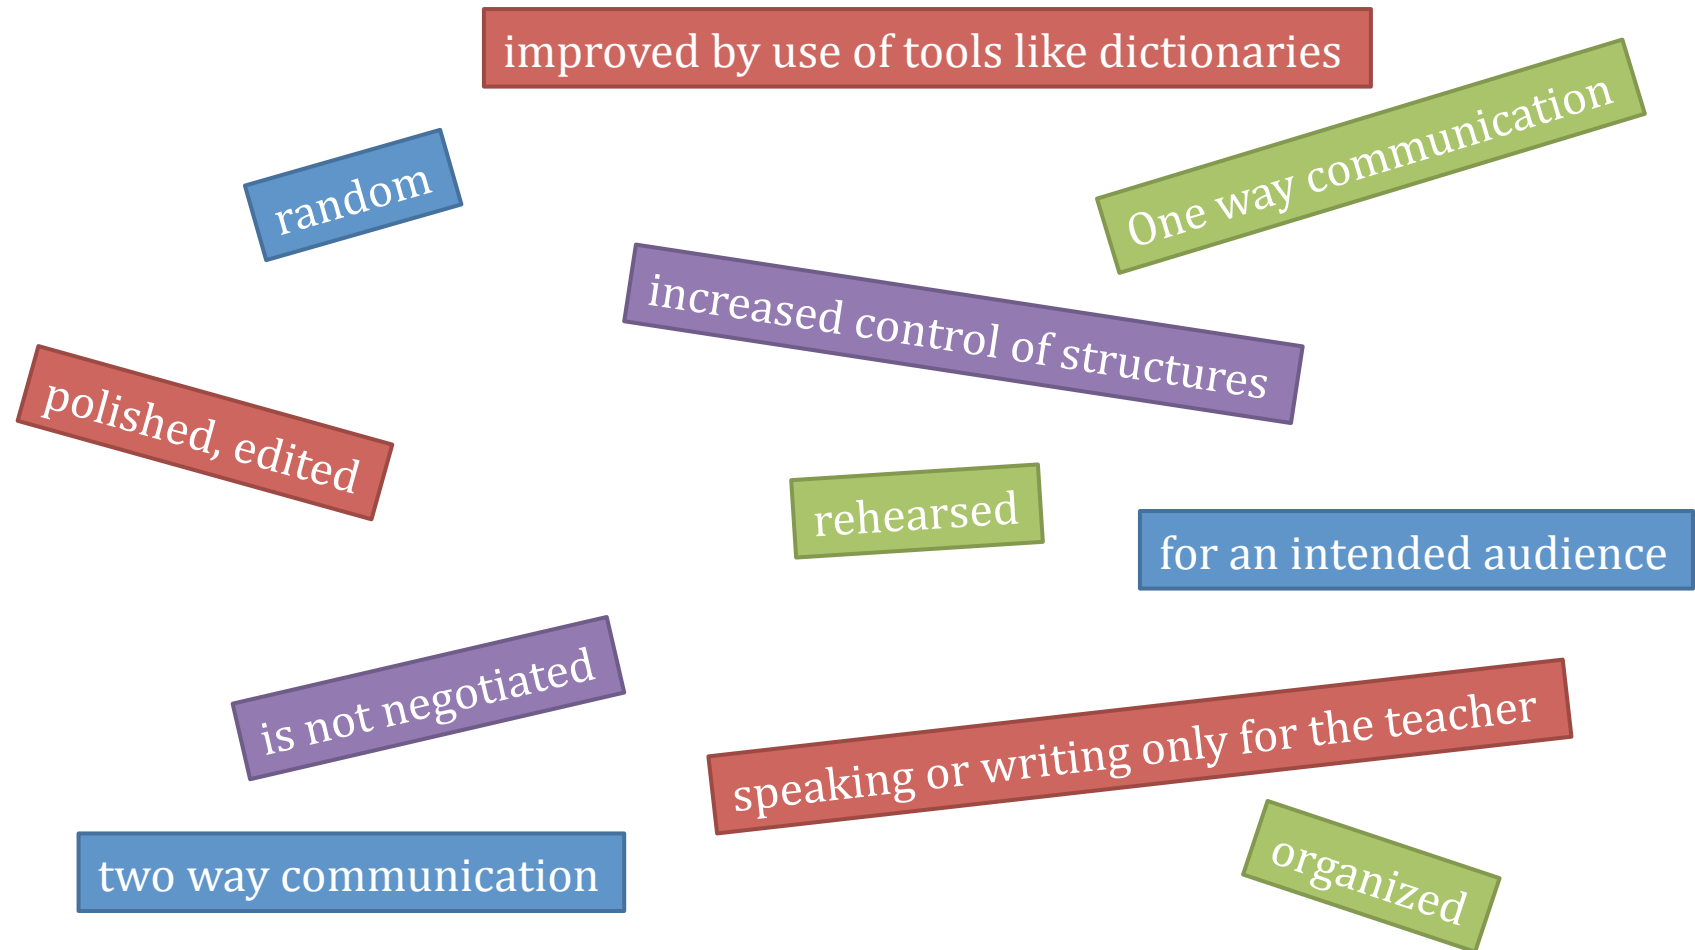 improved by use of tools like dictionaries
One way communication
random
increased control of structures
polished, edited
rehearsed
for an intended audience
is not negotiated
speaking or writing only for the teacher
two way communication
organized